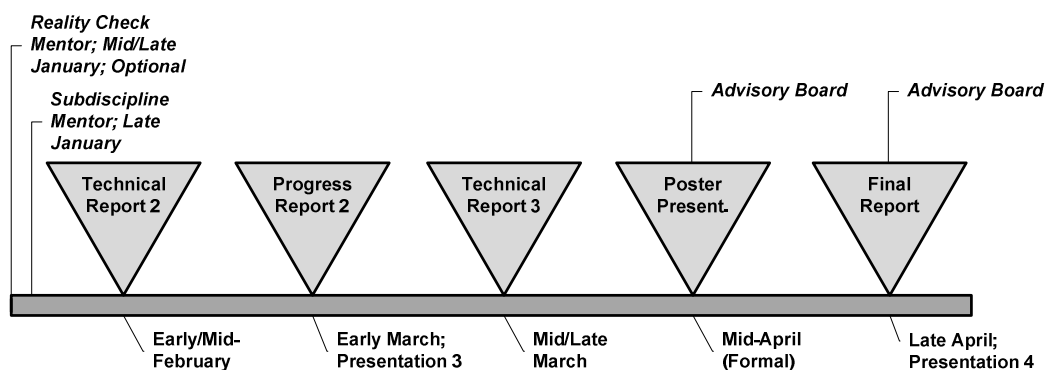 Reality Check
Mentor; Mid/Late
January; Optional
Subdiscipline
Mentor; Late
January
Advisory Board
Advisory Board
Technical
Report 2
Progress
Report 2
Technical
Report 3
Poster
Present.
Final
Report
Early/Mid-
February
Early March;
Presentation 3
Mid/Late
March
Mid-April
(Formal)
Late April;
Presentation 4